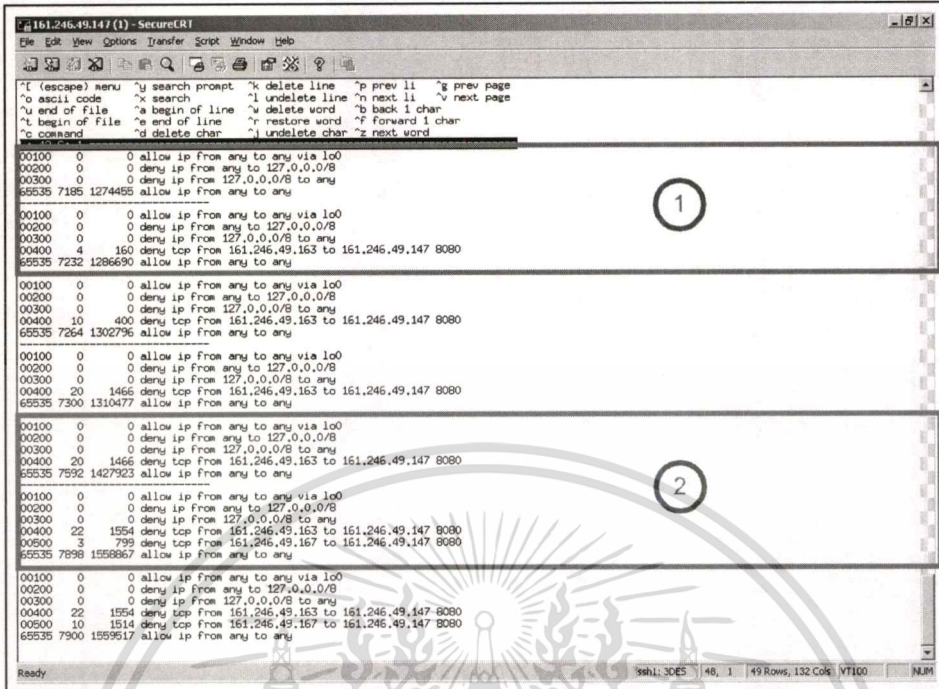 161.246.49.147 (1) - SecureCRT
File Edit View Options Transfer Script Window Help
^[ (escape) menu ^y search prompt ^k delete line ^p prev li ^g prev page
^o ascii code ^x search ^l undelete line ^n next li ^v next page
^u end of file ^a begin of line ^w delete word ^b back 1 char
^t begin of file ^e end of line ^r restore word ^f forward 1 char
^c command ^d delete char ^j undelete char ^z next word
00100 0 0 allow ip from any to any via lo0
00200 0 0 deny ip from any to 127.0.0.0/8
00300 0 0 deny ip from 127.0.0.0/8 to any
65535 7185 1274455 allow ip from any to any
--------------------------------
00100 0 0 allow ip from any to any via lo0
00200 0 0 deny ip from any to 127.0.0.0/8
00300 0 0 deny ip from 127.0.0.0/8 to any
00400 4 160 deny tcp from 161.246.49.163 to 161.246.49.147 8080
65535 7232 1286690 allow ip from any to any
1
00100 0 0 allow ip from any to any via lo0
00200 0 0 deny ip from any to 127.0.0.0/8
00300 0 0 deny ip from 127.0.0.0/8 to any
00400 10 400 deny tcp from 161.246.49.163 to 161.246.49.147 8080
65535 7264 1302796 allow ip from any to any
--------------------------------
00100 0 0 allow ip from any to any via lo0
00200 0 0 deny ip from any to 127.0.0.0/8
00300 0 0 deny ip from 127.0.0.0/8 to any
00400 20 1466 deny tcp from 161.246.49.163 to 161.246.49.147 8080
65535 7300 1310477 allow ip from any to any
00100 0 0 allow ip from any to any via lo0
00200 0 0 deny ip from any to 127.0.0.0/8
00300 0 0 deny ip from 127.0.0.0/8 to any
00400 20 1466 deny tcp from 161.246.49.163 to 161.246.49.147 8080
65535 7592 1427923 allow ip from any to any
--------------------------------
00100 0 0 allow ip from any to any via lo0
00200 0 0 deny ip from any to 127.0.0.0/8
00300 0 0 deny ip from 127.0.0.0/8 to any
00400 22 1554 deny tcp from 161.246.49.163 to 161.246.49.147 8080
00500 3 799 deny tcp from 161.246.49.167 to 161.246.49.147 8080
65535 7898 1558867 allow ip from any to any
2
00100 0 0 allow ip from any to any via lo0
00200 0 0 deny ip from any to 127.0.0.0/8
00300 0 0 deny ip from 127.0.0.0/8 to any
00400 22 1554 deny tcp from 161.246.49.163 to 161.246.49.147 8080
00500 10 1514 deny tcp from 161.246.49.167 to 161.246.49.147 8080
65535 7900 1559517 allow ip from any to any
Ready ssh1: 3DES 48, 1 49 Rows, 132 Cols VT100 NUM